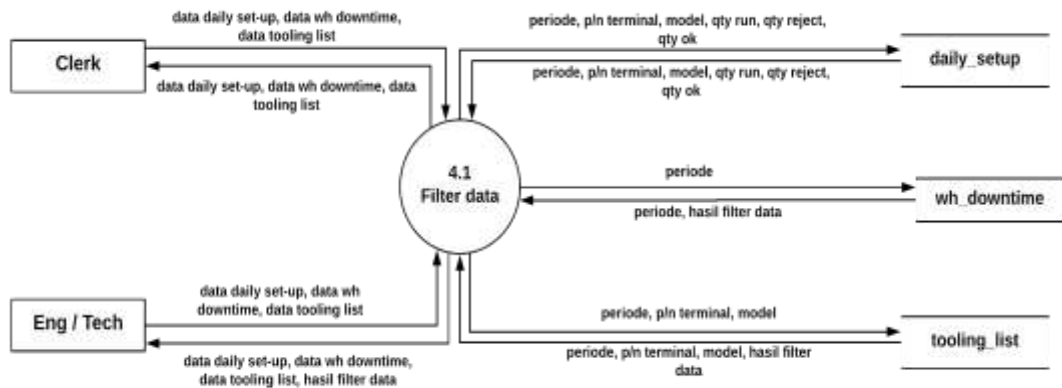 data daily set-up, data wh downtime,
data tooling list
Clerk
data daily set-up, data wh downtime, data
tooling list
periode, p/n terminal, model, qty run, qty reject,
qty ok
daily_setup
periode, p/n terminal, model, qty run, qty reject,
qty ok
4.1
Filter data
periode
wh_downtime
periode, hasil filter data
data daily set-up, data wh
downtime, data tooling list
Eng / Tech
data daily set-up, data wh downtime,
data tooling list, hasil filter data
periode, p/n terminal, model
tooling_list
periode, p/n terminal, model, hasil filter
data